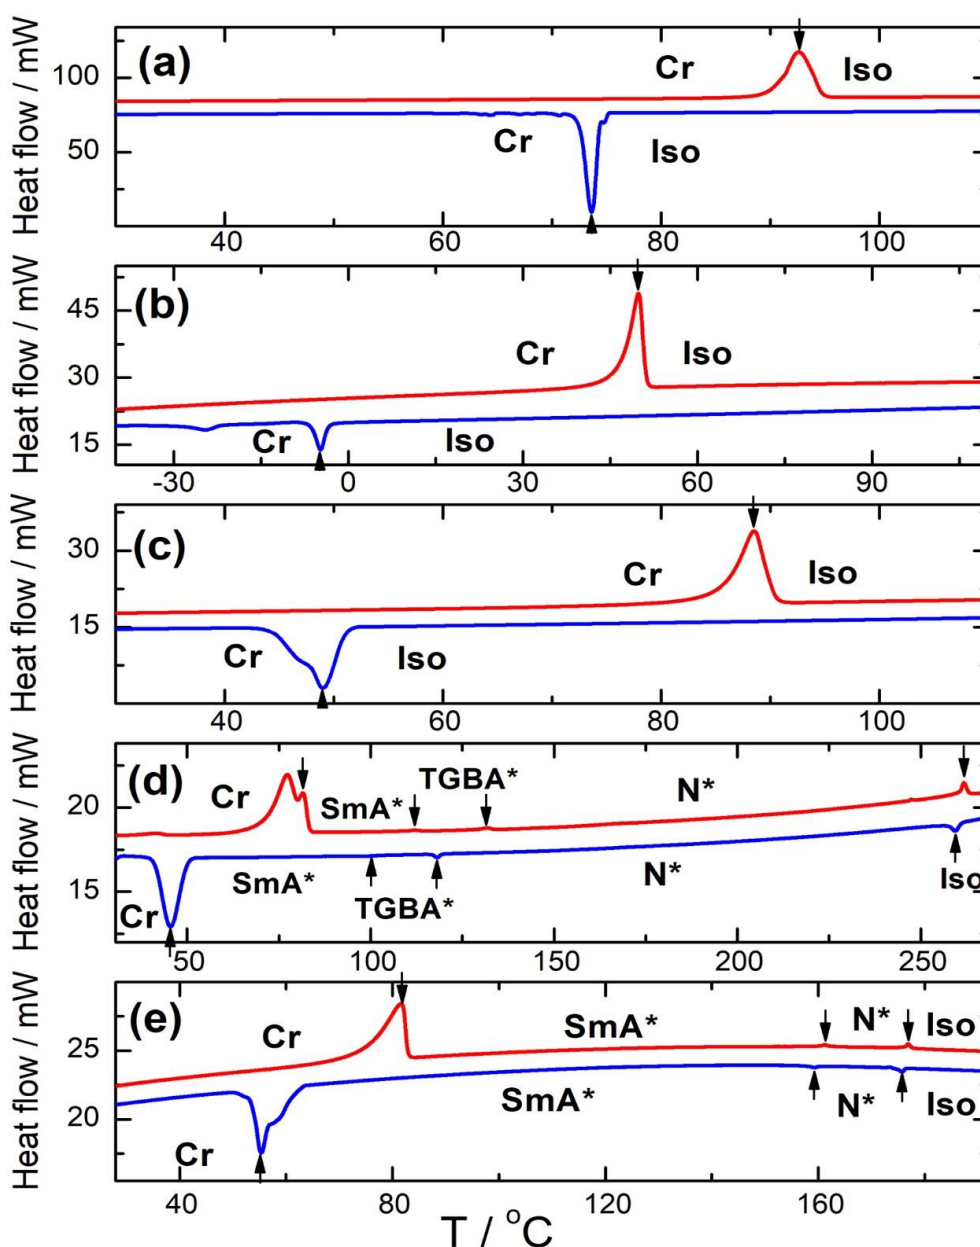 Heat flow / mW
(a)
Cr
Iso
100
Cr
Iso
50
40
60
80
100
Heat flow / mW
(b)
45
Cr
Iso
30
Cr
Iso
15
-30
0
30
60
90
Heat flow / mW
(c)
30
Cr
Iso
15
Cr
Iso
40
60
80
100
Heat flow / mW
(d)
TGBA*
N*
Cr
SmA*
20
SmA*
N*
Iso
15
Cr
TGBA*
50
100
150
200
250
Heat flow / mW
(e)
Cr
SmA*
N*
Iso
25
SmA*
N*
Iso
20
Cr
40
80
120
160
T / °C